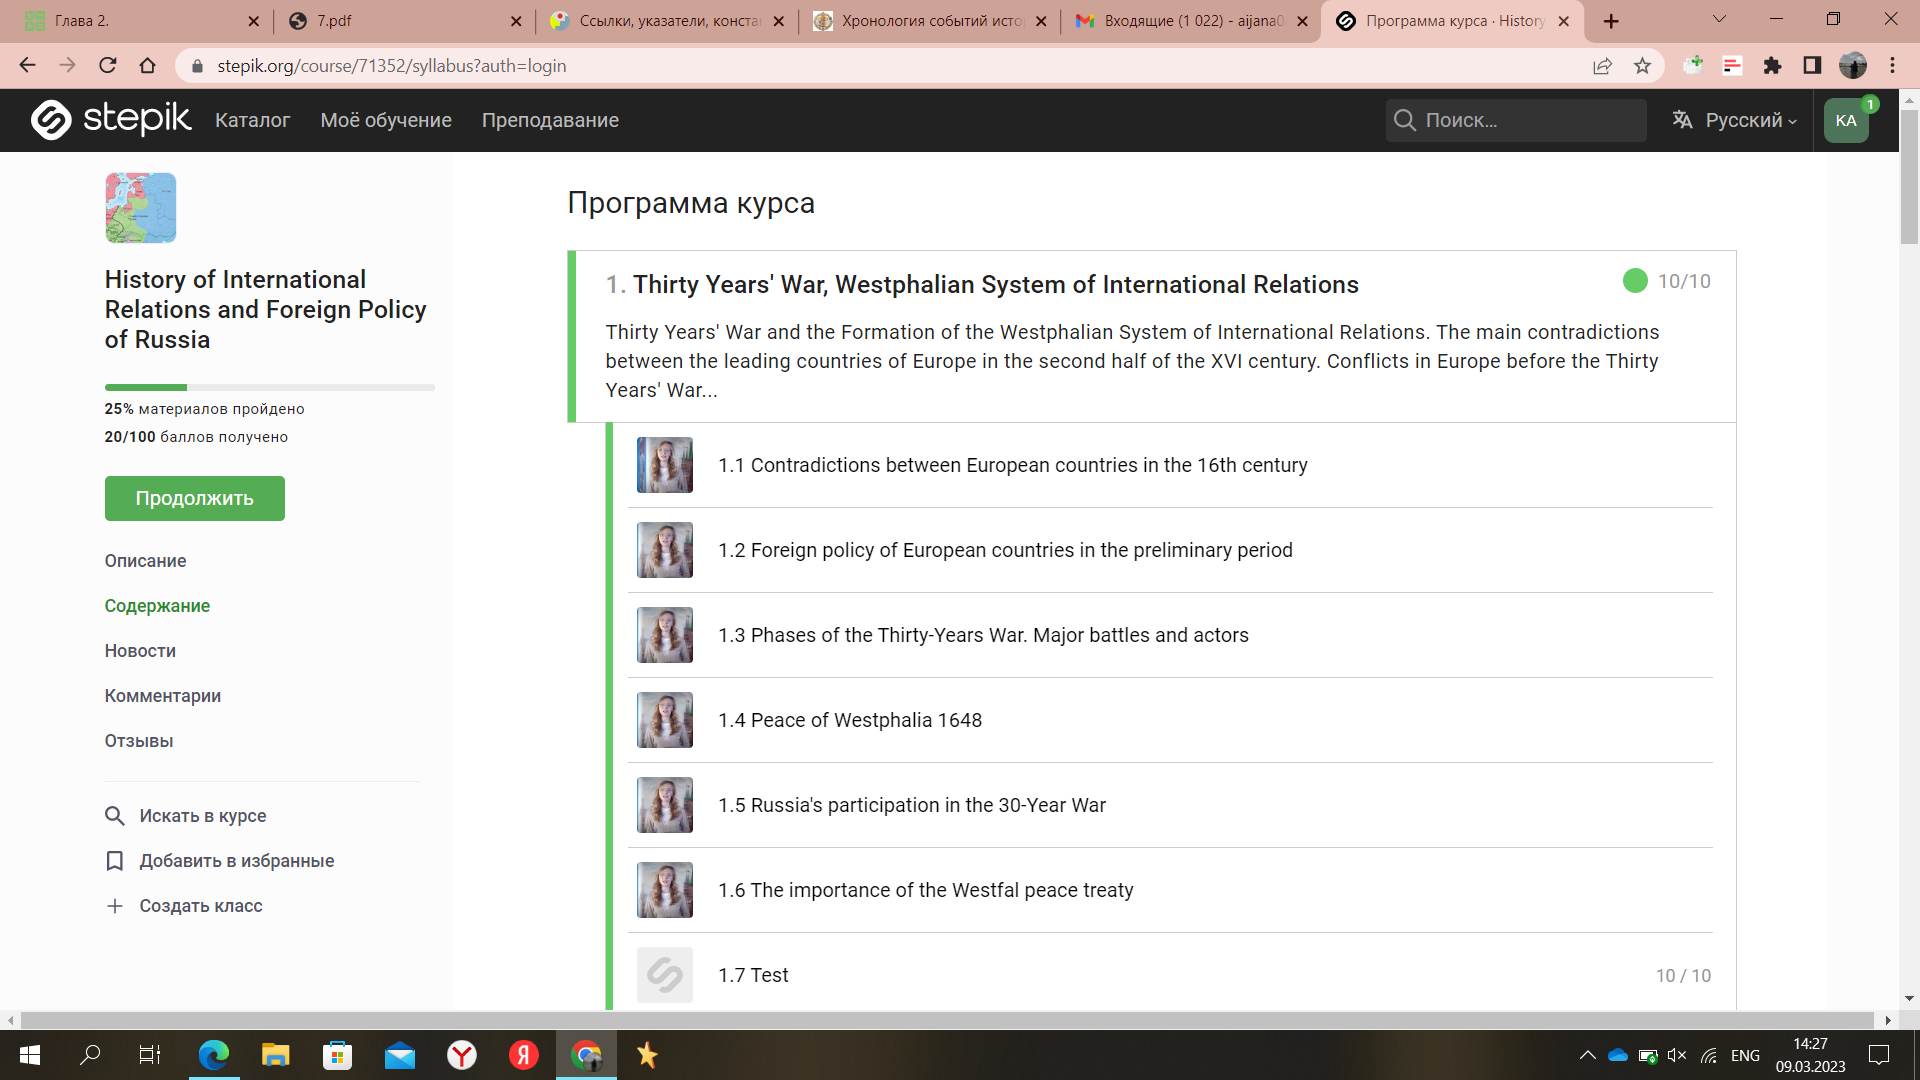 Глава 2.
7.pdf
Ссылки, указатели, конста
Хронология событий исто
Входящие (1 022) - aijana0
Программа курса · History
stepik.org/course/71352/syllabus?auth=login
stepik
Каталог
Моё обучение
Преподавание
Поиск...
Русский
KA
1
History of International
Relations and Foreign Policy
of Russia
25% материалов пройдено
20/100 баллов получено
Продолжить
Описание
Содержание
Новости
Комментарии
Отзывы
Искать в курсе
Добавить в избранные
Создать класс
Программа курса
1. Thirty Years' War, Westphalian System of International Relations
10/10
Thirty Years' War and the Formation of the Westphalian System of International Relations. The main contradictions
between the leading countries of Europe in the second half of the XVI century. Conflicts in Europe before the Thirty
Years' War...
1.1 Contradictions between European countries in the 16th century
1.2 Foreign policy of European countries in the preliminary period
1.3 Phases of the Thirty-Years War. Major battles and actors
1.4 Peace of Westphalia 1648
1.5 Russia's participation in the 30-Year War
1.6 The importance of the Westfal peace treaty
1.7 Test
10 / 10
Y
Я
ENG
14:27
09.03.2023